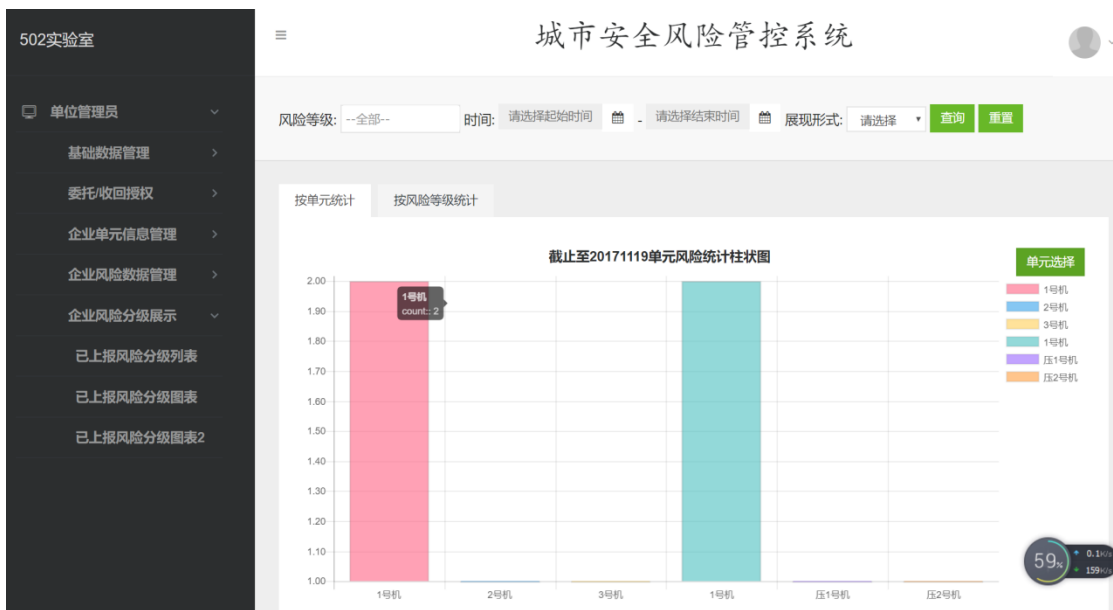 502实验室
城市安全风险管控系统
单位管理员
基础数据管理
委托/收回授权
企业单元信息管理
企业风险数据管理
企业风险分级展示
已上报风险分级列表
已上报风险分级图表
已上报风险分级图表2
风险等级: --全部-- 时间: 请选择起始时间 - 请选择结束时间 展现形式: 请选择 查询 重置
按单元统计 按风险等级统计
截止至20171119单元风险统计柱状图
单元选择
1号机
2号机
3号机
1号机
压1号机
压2号机
2.00
1.90
1.80
1.70
1.60
1.50
1.40
1.30
1.20
1.10
1.00
1号机
count: 2
1号机 2号机 3号机 1号机 压1号机 压2号机
59%
0.1K/s
159K/s